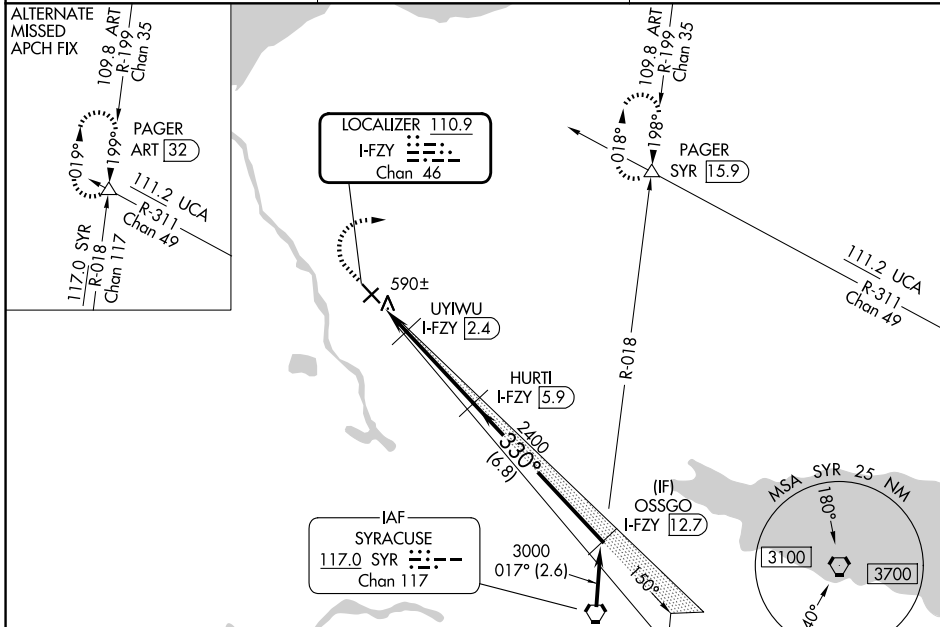 ALTERNATE
MISSED
APCH FIX
109.8 ART
R-199
Chan 35
PAGER
ART 32
019°
199°
111.2 UCA
R-311
Chan 49
117.0 SYR
R-018
Chan 117
LOCALIZER 110.9
I-FZY
Chan 46
109.8 ART
R-199
Chan 35
018°
198°
PAGER
SYR 15.9
111.2 UCA
R-311
Chan 49
590±
UYIWU
I-FZY 2.4
R-018
HURTI
I-FZY 5.9
2400
330°
(6.8)
(IF)
OSSGO
I-FZY 12.7
IAF
SYRACUSE
117.0 SYR
Chan 117
3000
017° (2.6)
150°
MSA SYR 25 NM
180°
3100
3700